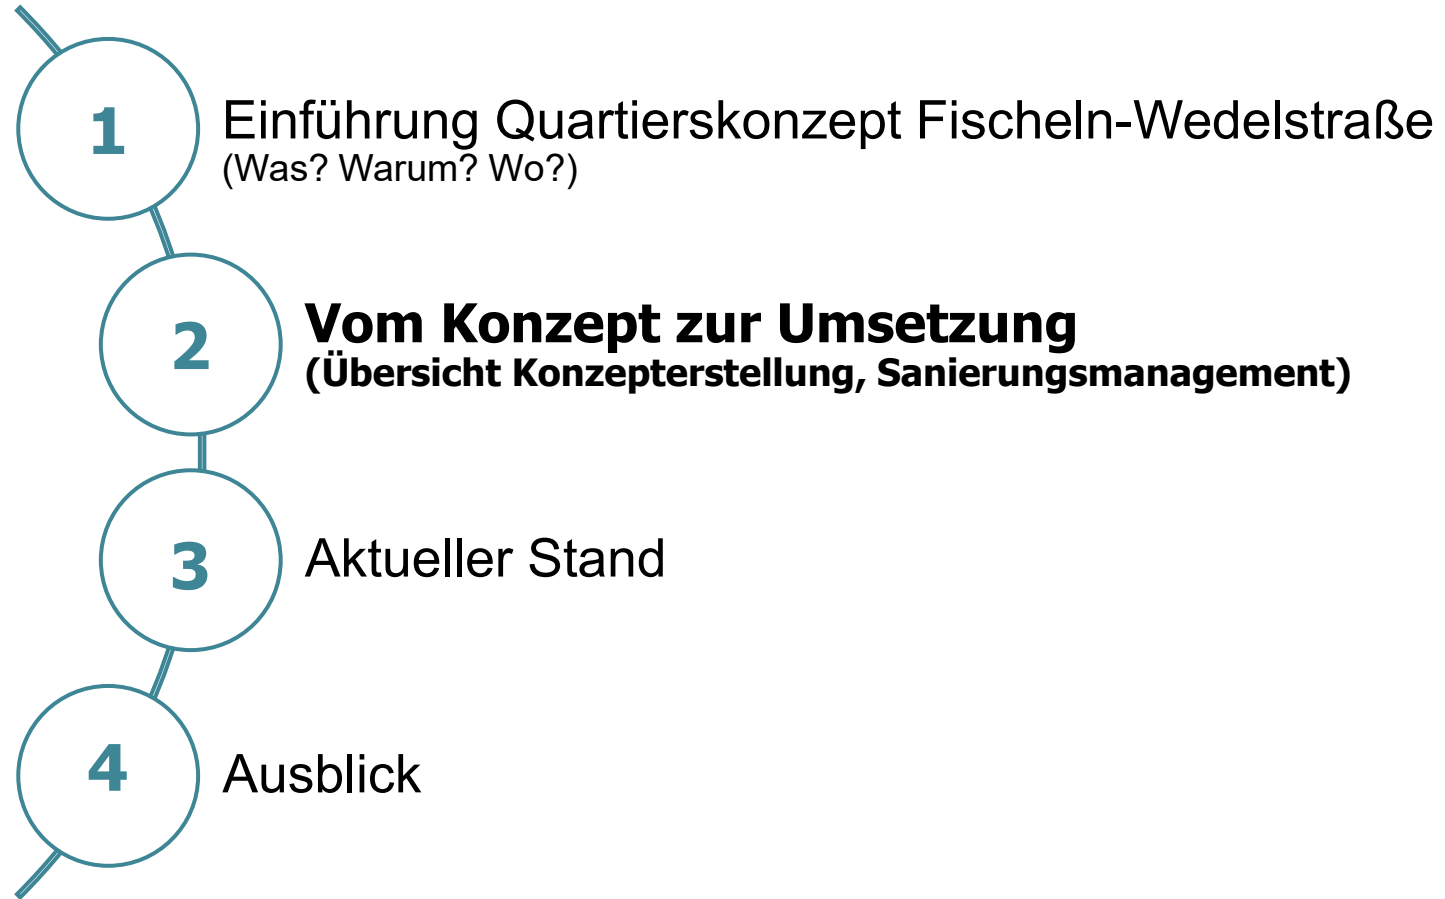 1
Einführung Quartierskonzept Fischeln-Wedelstraße
(Was? Warum? Wo?)
2
Vom Konzept zur Umsetzung
(Übersicht Konzepterstellung, Sanierungsmanagement)
3
Aktueller Stand
4
Ausblick